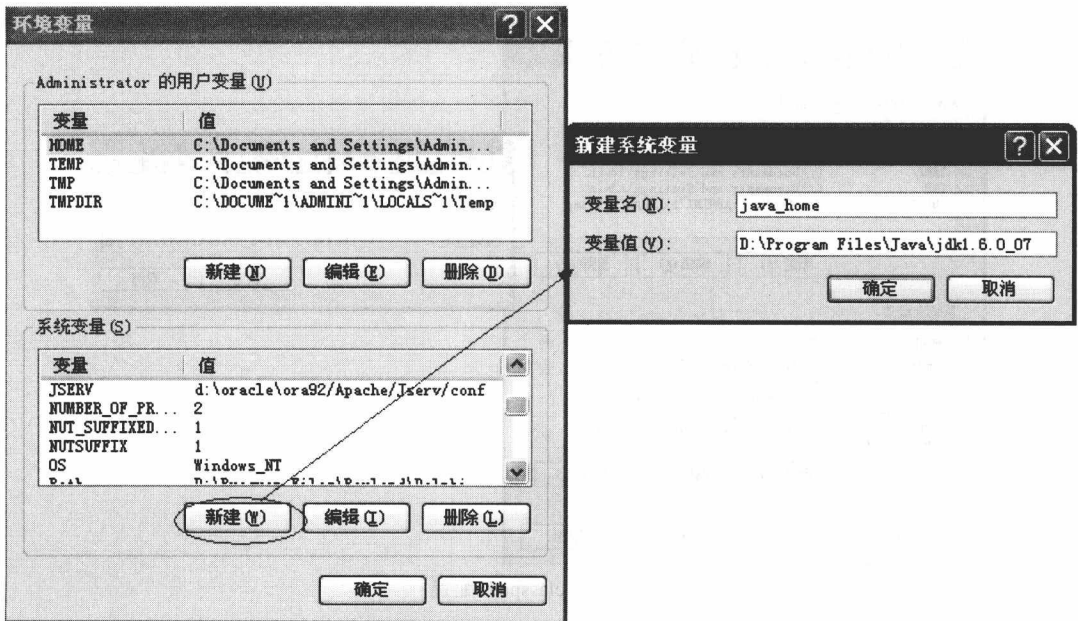 环境变量
Administrator 的用户变量(U)
变量 值
HOME C:\Documents and Settings\Admin...
TEMP C:\Documents and Settings\Admin...
TMP C:\Documents and Settings\Admin...
TMPDIR C:\DOCUME~1\ADMINI~1\LOCALS~1\Temp
新建(N) 编辑(E) 删除(D)
系统变量(S)
变量 值
JSERV d:\oracle\ora92/Apache/Jserv/conf
NUMBER_OF_PR... 2
NUT_SUFFIXED... 1
NUTSUFFIX 1
OS Windows_NT
新建(W) 编辑(I) 删除(L)
确定 取消
新建系统变量
变量名(N): java_home
变量值(V): D:\Program Files\Java\jdk1.6.0_07
确定 取消